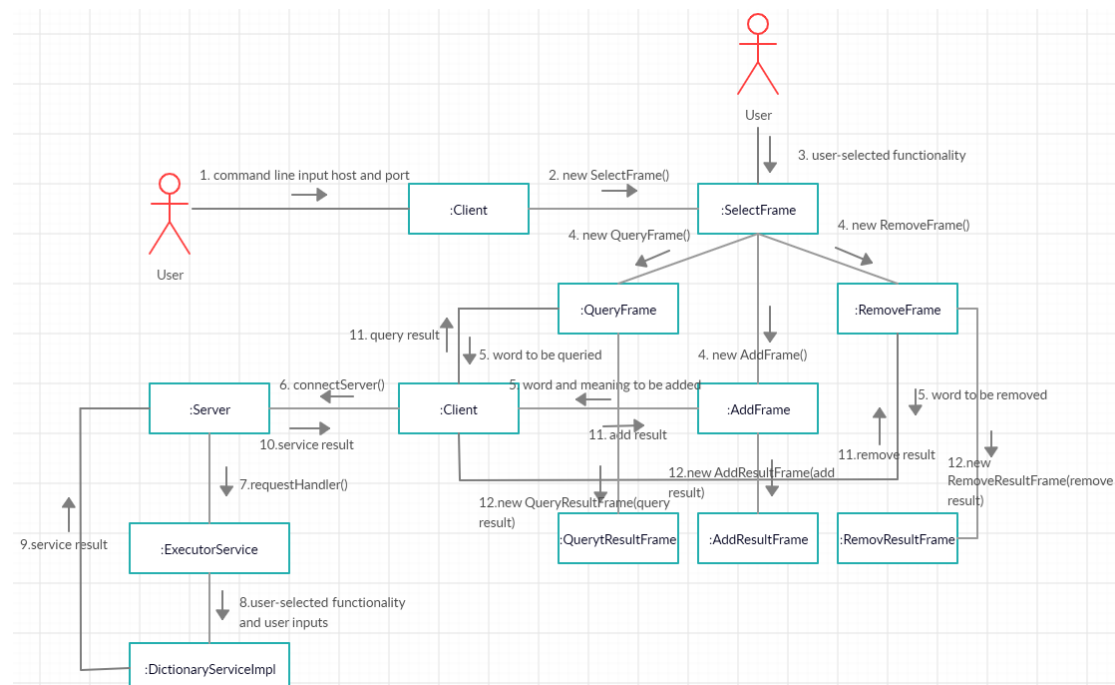 User
3. user-selected functionality
1. command line input host and port
2. new SelectFrame()
:Client
:SelectFrame
User
4. new QueryFrame()
4. new RemoveFrame()
:QueryFrame
:RemoveFrame
11. query result
5. word to be queried
4. new AddFrame()
6. connectServer()
5. word and meaning to be added
5. word to be removed
:Server
:Client
:AddFrame
10.service result
11. add result
11.remove result
7.requestHandler()
12.new QueryResultFrame(query
result)
12.new AddResultFrame(add
result)
12.new
RemoveResultFrame(remove
result)
9.service result
:ExecutorService
:QuerytResultFrame
:AddResultFrame
:RemovResultFrame
8.user-selected functionality
and user inputs
:DictionaryServiceImpl